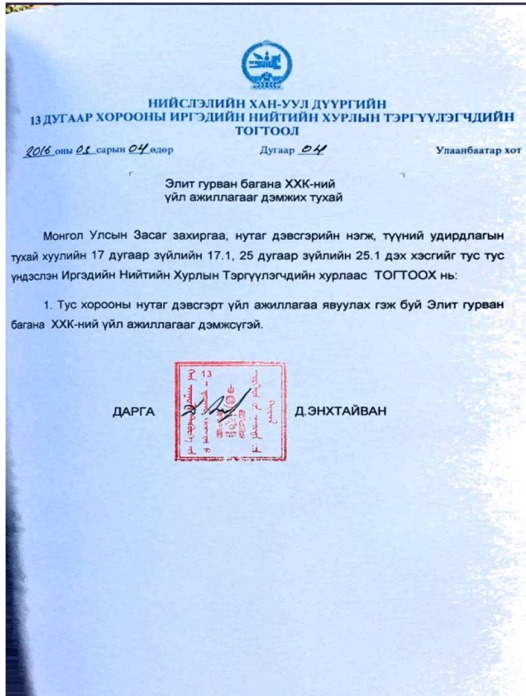 НИЙСЛЭЛИЙН ХАН-УУЛ ДҮҮРГИЙН
13 ДУГААР ХОРООНЫ ИРГЭДИЙН НИЙТИЙН ХУРЛЫН ТЭРГҮҮЛЭГЧДИЙН
ТОГТООЛ
2016 оны 03 сарын 04 өдөр Дугаар 04 Улаанбаатар хот
Элит гурван багана ХХК-ний
үйл ажиллагааг дэмжих тухай
Монгол Улсын Засаг захиргаа, нутаг дэвсгэрийн нэгж, түүний удирдлагын
тухай хуулийн 17 дугаар зүйлийн 17.1, 25 дугаар зүйлийн 25.1 дэх хэсгийг тус тус
үндэслэн Иргэдийн Нийтийн Хурлын Тэргүүлэгчдийн хурлаас ТОГТООХ нь:
1. Тус хорооны нутаг дэвсгэрт үйл ажиллагаа явуулах гэж буй Элит гурван
багана ХХК-ний үйл ажиллагааг дэмжсүгэй.
13
ДАРГА Д.ЭНХТАЙВАН